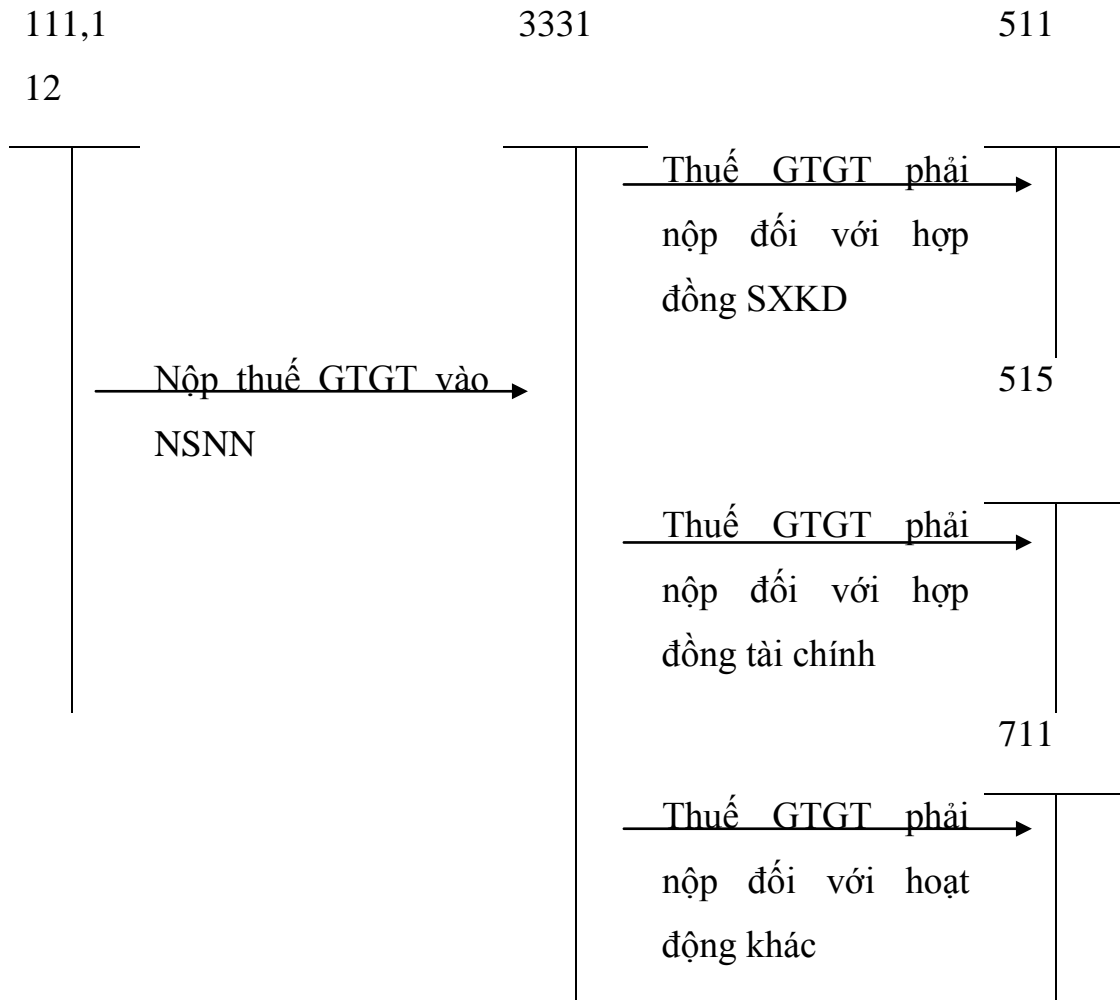 111,1 3331 511
12
Thuế GTGT phải
nộp đối với hợp
đồng SXKD
Nộp thuế GTGT vào
NSNN
515
Thuế GTGT phải
nộp đối với hợp
đồng tài chính
711
Thuế GTGT phải
nộp đối với hoạt
động khác